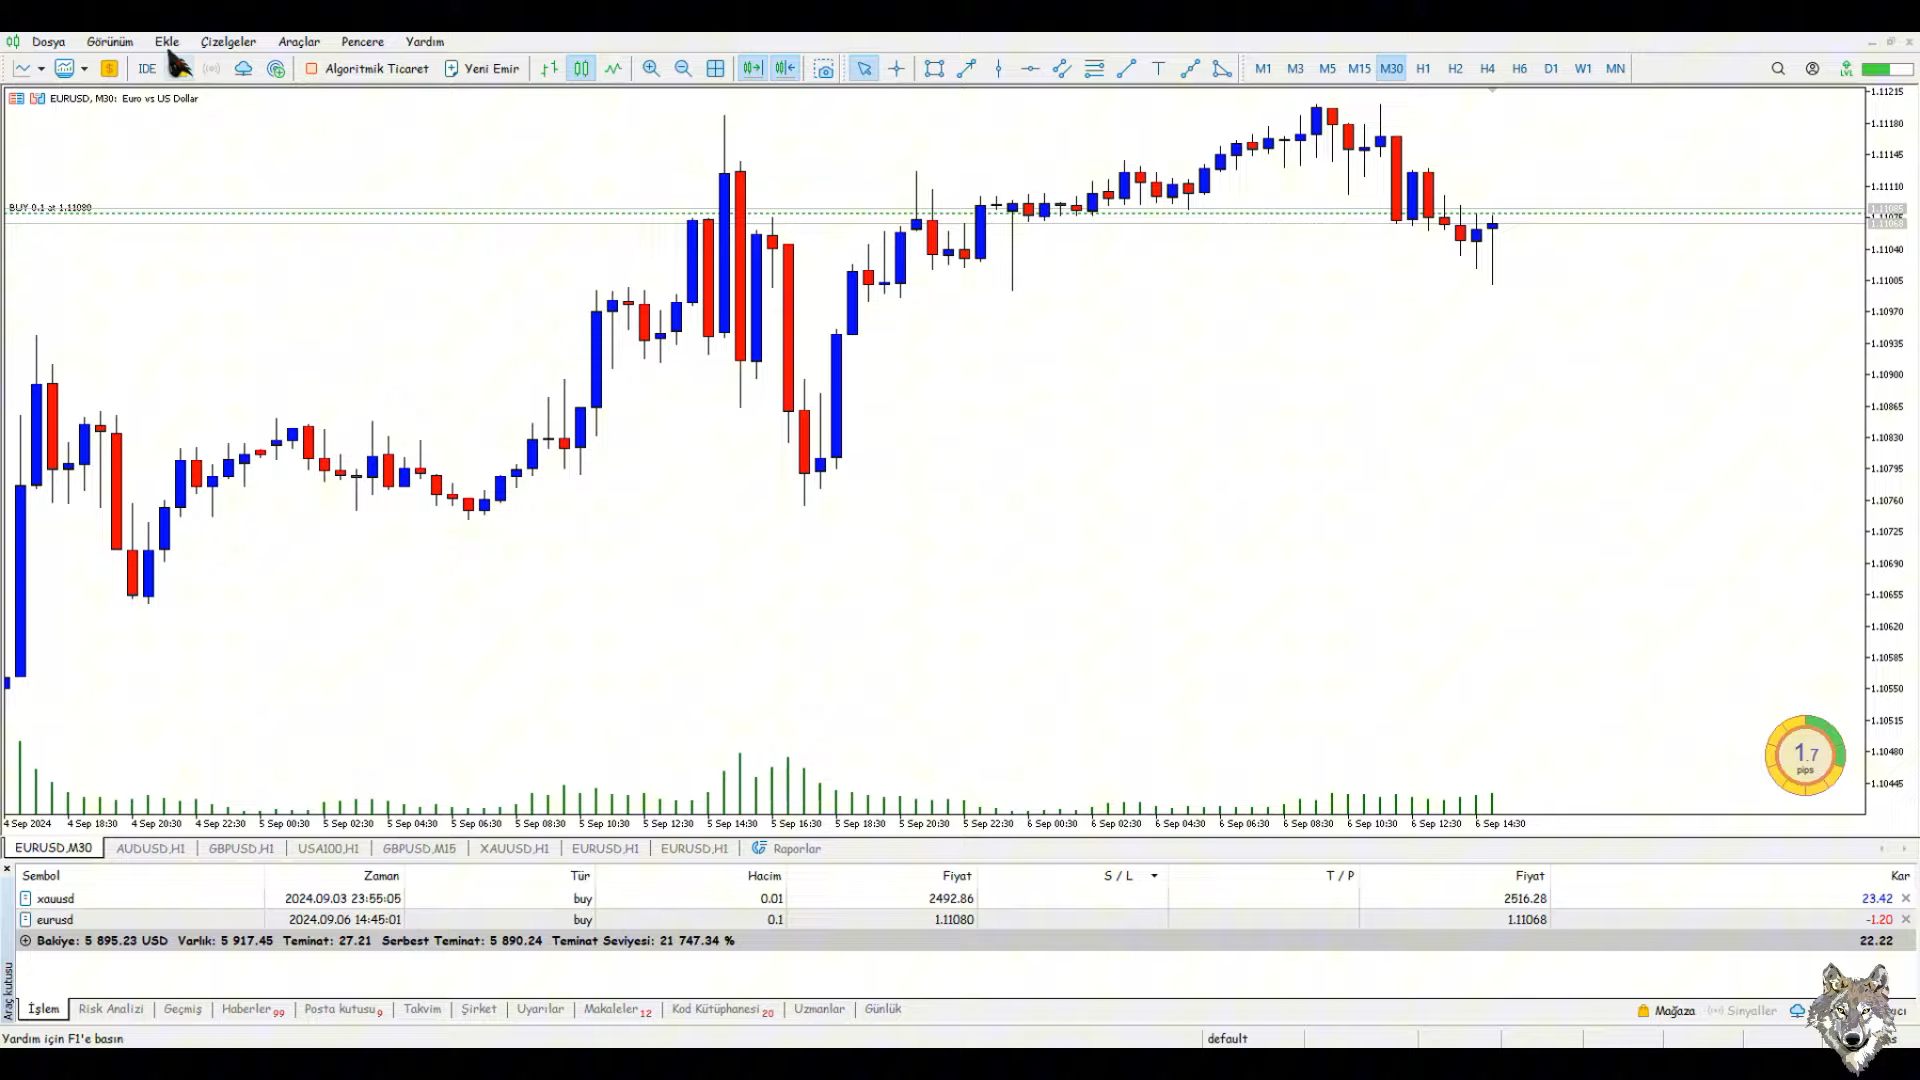 Dosya Görünüm Ekle Çizelgeler Araçlar Pencere Yardım
IDE Algoritmik Ticaret Yeni Emir M1 M3 M5 M15 M30 H1 H2 H4 H6 D1 W1 MN LVL
EURUSD, M30: Euro vs US Dollar
BUY 0.1 at 1.11080
1.11215
1.11180
1.11145
1.11110
1.11085
1.11075
1.11068
1.11040
1.11005
1.10970
1.10935
1.10900
1.10865
1.10830
1.10795
1.10760
1.10725
1.10690
1.10655
1.10620
1.10585
1.10550
1.10515
1.10480
1.10445
1.7
pips
4 Sep 2024 4 Sep 18:30 4 Sep 20:30 4 Sep 22:30 5 Sep 00:30 5 Sep 02:30 5 Sep 04:30 5 Sep 06:30 5 Sep 08:30 5 Sep 10:30 5 Sep 12:30 5 Sep 14:30 5 Sep 16:30 5 Sep 18:30 5 Sep 20:30 5 Sep 22:30 6 Sep 00:30 6 Sep 02:30 6 Sep 04:30 6 Sep 06:30 6 Sep 08:30 6 Sep 10:30 6 Sep 12:30 6 Sep 14:30
EURUSD,M30 AUDUSD,H1 GBPUSD,H1 USA100,H1 GBPUSD,M15 XAUUSD,H1 EURUSD,H1 EURUSD,H1 Raporlar
Sembol Zaman Tür Hacim Fiyat S / L T / P Fiyat Kar
xauusd 2024.09.03 23:55:05 buy 0.01 2492.86 2516.28 23.42
eurusd 2024.09.06 14:45:01 buy 0.1 1.11080 1.11068 -1.20
Bakiye: 5 895.23 USD Varlık: 5 917.45 Teminat: 27.21 Serbest Teminat: 5 890.24 Teminat Seviyesi: 21 747.34 % 22.22
Araç kutusu
İşlem Risk Analizi Geçmiş Haberler 99 Posta kutusu 9 Takvim Şirket Uyarılar Makaleler 12 Kod Kütüphanesi 20 Uzmanlar Günlük Mağaza Sinyaller
Yardım için F1'e basın default